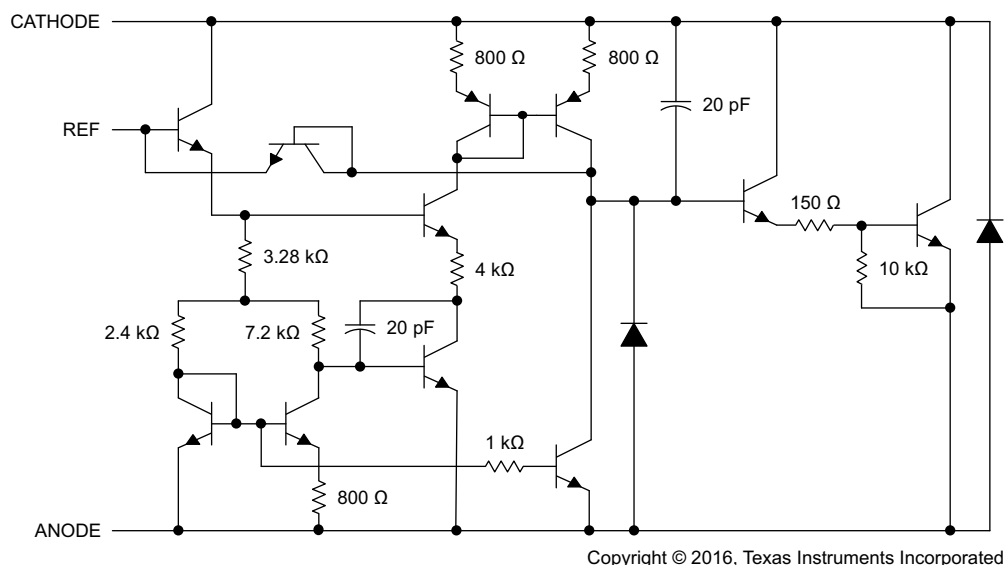 CATHODE
800 Ω
800 Ω
20 pF
REF
150 Ω
3.28 kΩ
4 kΩ
10 kΩ
2.4 kΩ
7.2 kΩ
20 pF
1 kΩ
800 Ω
ANODE
Copyright © 2016, Texas Instruments Incorporated